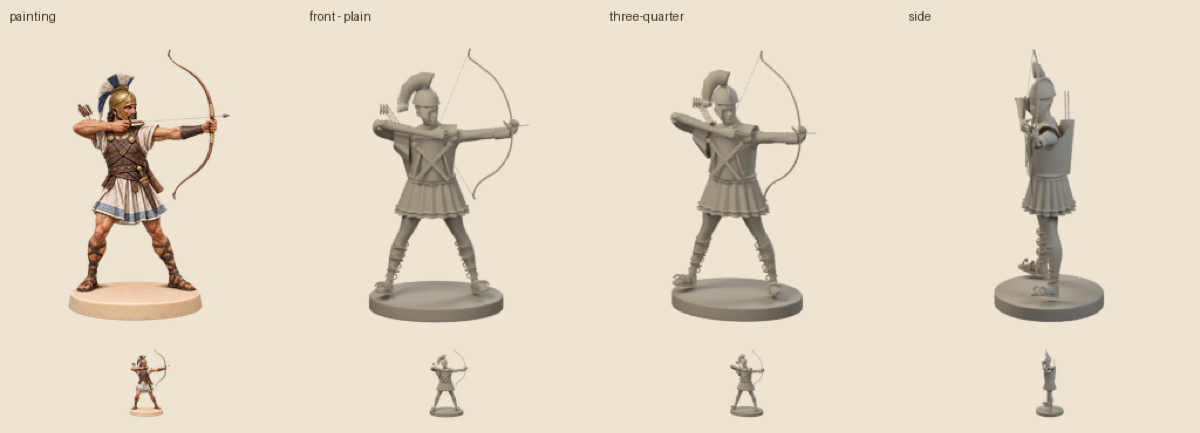 painting
front - plain
three-quarter
side